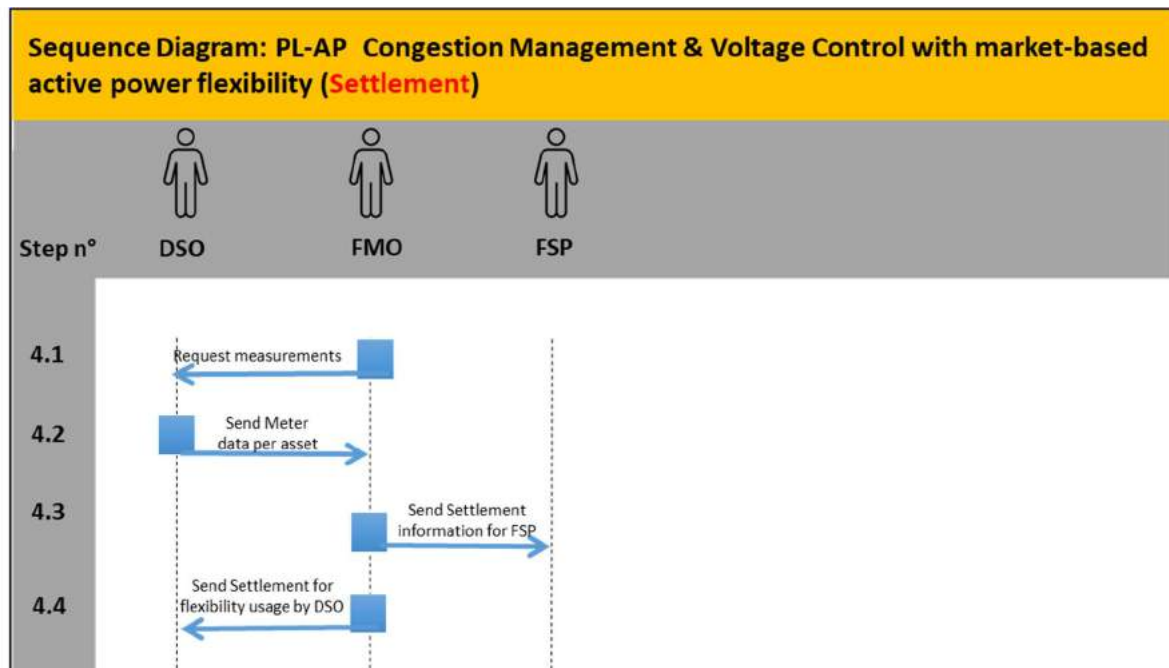 Sequence Diagram: PL-AP Congestion Management & Voltage Control with market-based
active power flexibility (Settlement)
Step n° DSO FMO FSP
4.1 Request measurements
4.2 Send Meter
data per asset
4.3 Send Settlement
information for FSP
4.4 Send Settlement for
flexibility usage by DSO